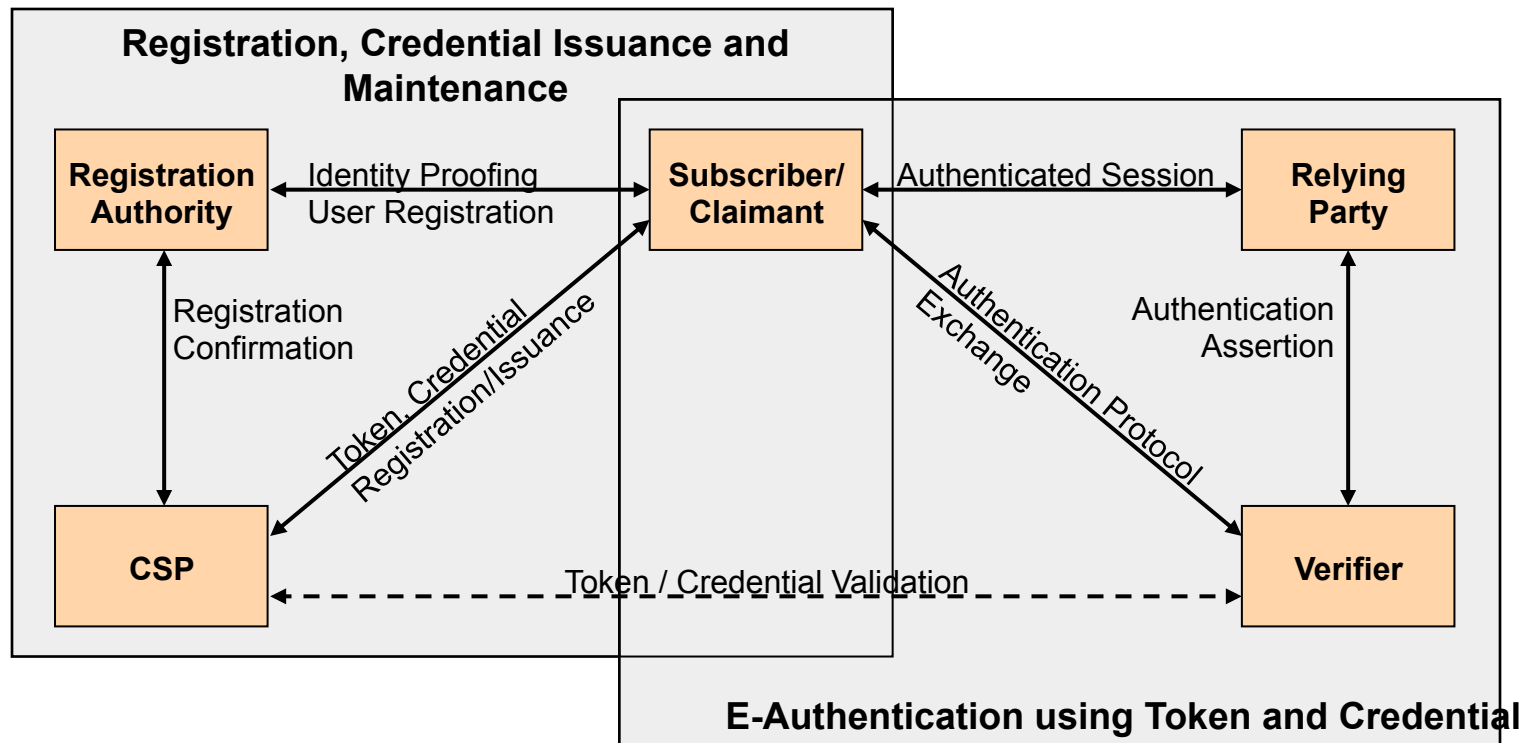 Registration, Credential Issuance and
Maintenance
Registration
Authority
Identity Proofing
User Registration
Subscriber/
Claimant
Authenticated Session
Relying
Party
Registration
Confirmation
Token, Credential
Registration/Issuance
Authentication Protocol
Exchange
Authentication
Assertion
CSP
Token / Credential Validation
Verifier
E-Authentication using Token and Credential